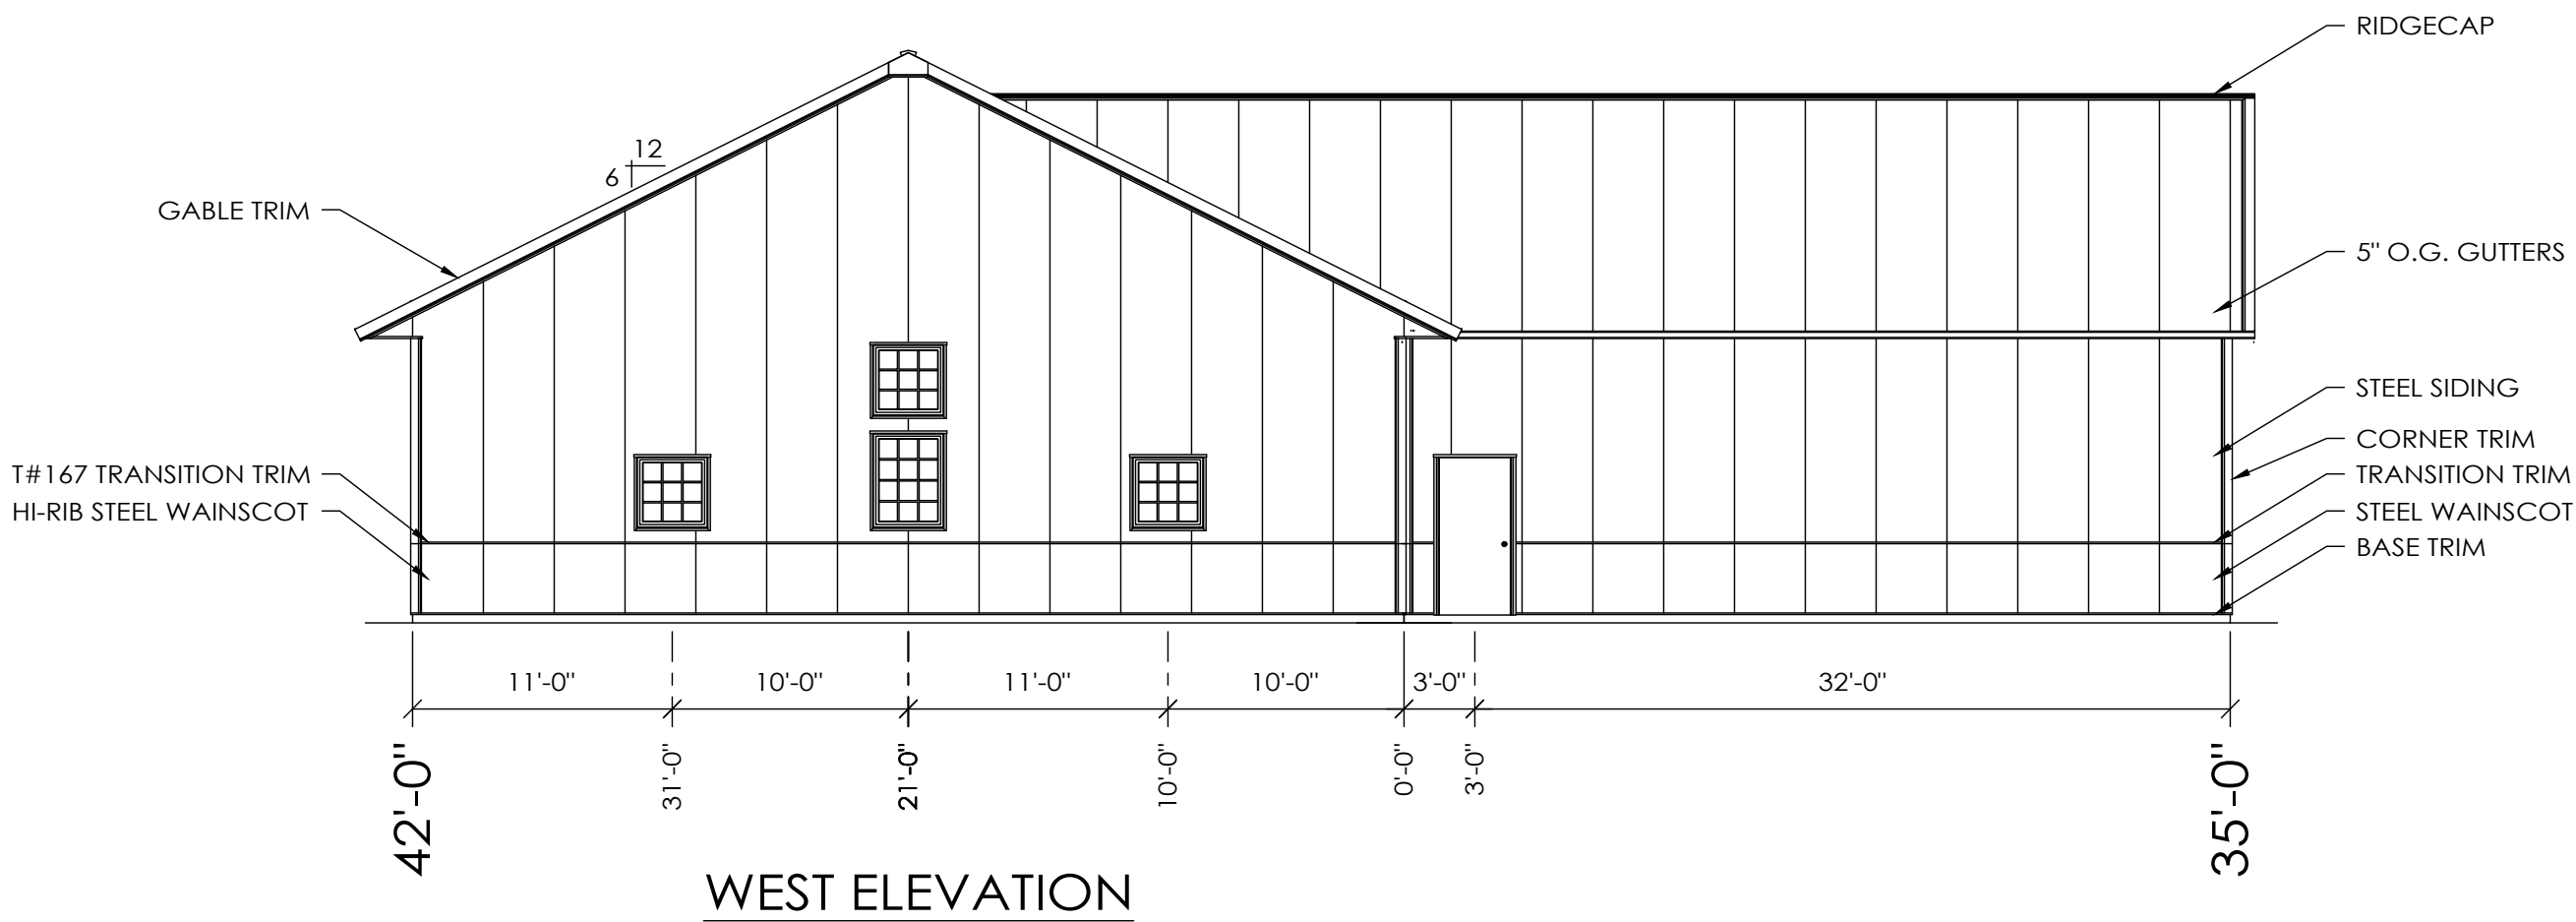 RIDGECAP
12
6
GABLE TRIM
5" O.G. GUTTERS
STEEL SIDING
CORNER TRIM
T#167 TRANSITION TRIM
TRANSITION TRIM
HI-RIB STEEL WAINSCOT
STEEL WAINSCOT
BASE TRIM
11'-0" 10'-0" 11'-0" 10'-0" 3'-0" 32'-0"
42'-0" 31'-0" 21'-0" 10'-0" 0'-0" 3'-0" 35'-0"
WEST ELEVATION